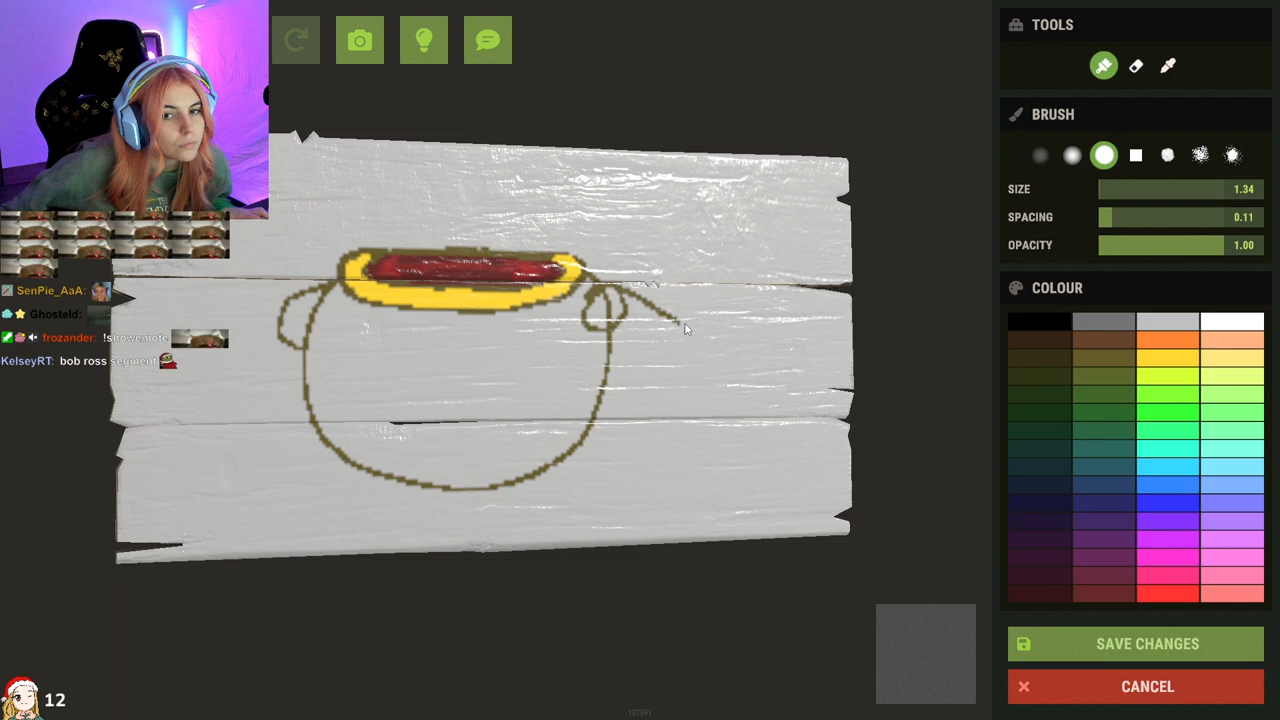 TOOLS
BRUSH
SIZE 1.34
SPACING 0.11
OPACITY 1.00
COLOUR
SenPie_AaA:
Ghosteld:
frozander: !showemote
KelseyRT: bob ross segment
SAVE CHANGES
CANCEL
12